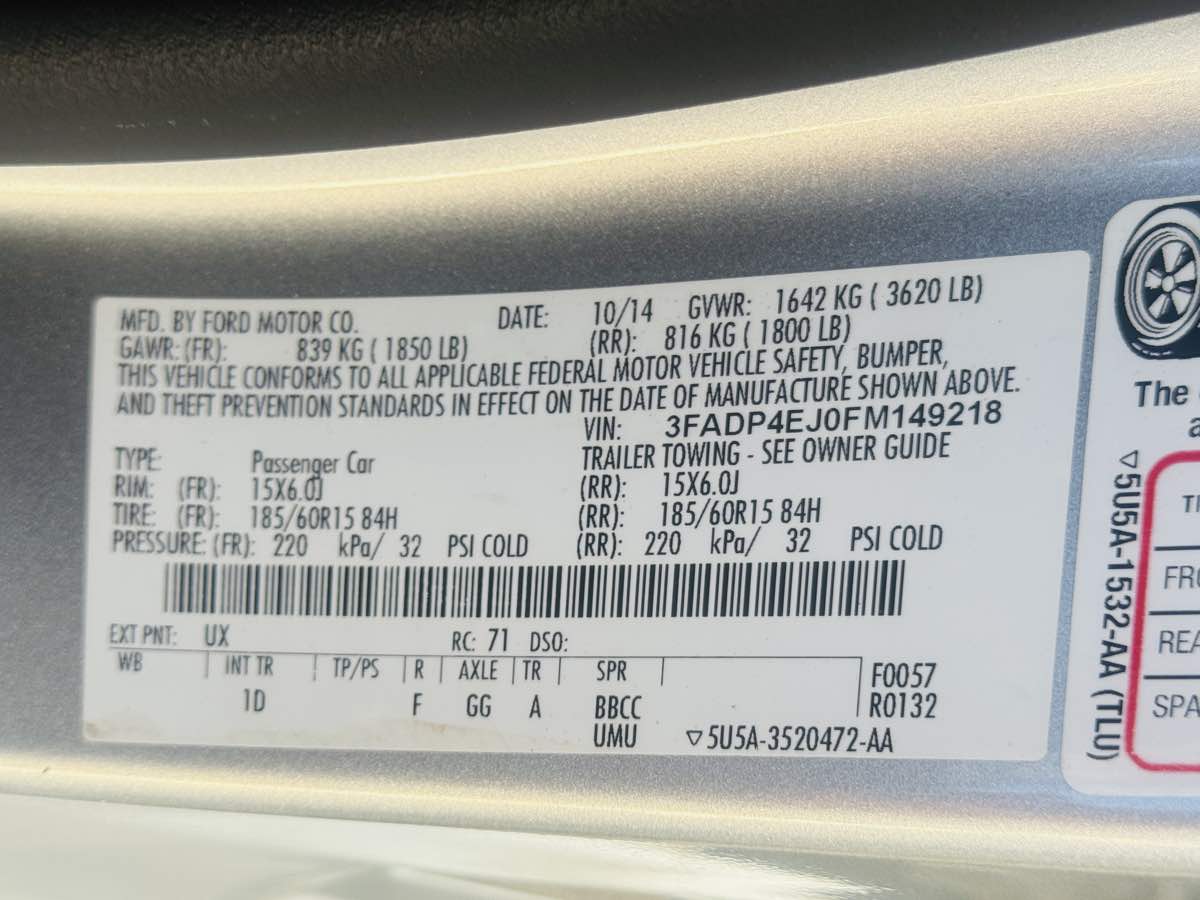 MFD. BY FORD MOTOR CO. DATE: 10/14 GVWR: 1642 KG ( 3620 LB)
GAWR: (FR): 839 KG ( 1850 LB) (RR): 816 KG ( 1800 LB)
THIS VEHICLE CONFORMS TO ALL APPLICABLE FEDERAL MOTOR VEHICLE SAFETY, BUMPER,
AND THEFT PREVENTION STANDARDS IN EFFECT ON THE DATE OF MANUFACTURE SHOWN ABOVE.
VIN: 3FADP4EJ0FM149218
TYPE: Passenger Car TRAILER TOWING - SEE OWNER GUIDE
RIM: (FR): 15X6.0J (RR): 15X6.0J
TIRE: (FR): 185/60R15 84H (RR): 185/60R15 84H
PRESSURE: (FR): 220 kPa/ 32 PSI COLD (RR): 220 kPa/ 32 PSI COLD
EXT PNT: UX RC: 71 DSO:
WB | INT TR | TP/PS | R | AXLE | TR | SPR | F0057
1D F GG A BBCC R0132
UMU ▽5U5A-3520472-AA
The
▽5U5A-1532-AA (TLU)
FRO
REA
SPA